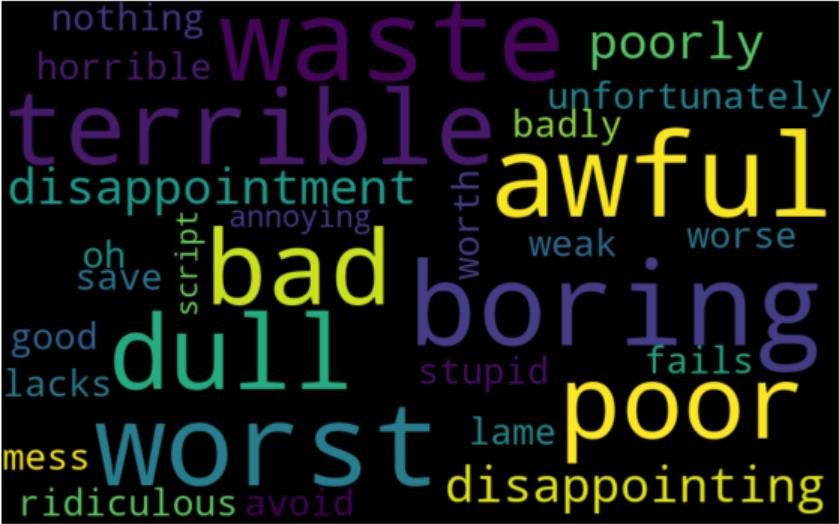 nothing
waste
poorly
horrible
unfortunately
terrible
badly
awful
disappointment
worth
annoying
script
bad
weak
worse
oh
save
boring
good
dull
fails
lacks
stupid
poor
worst
lame
mess
disappointing
ridiculous
avoid